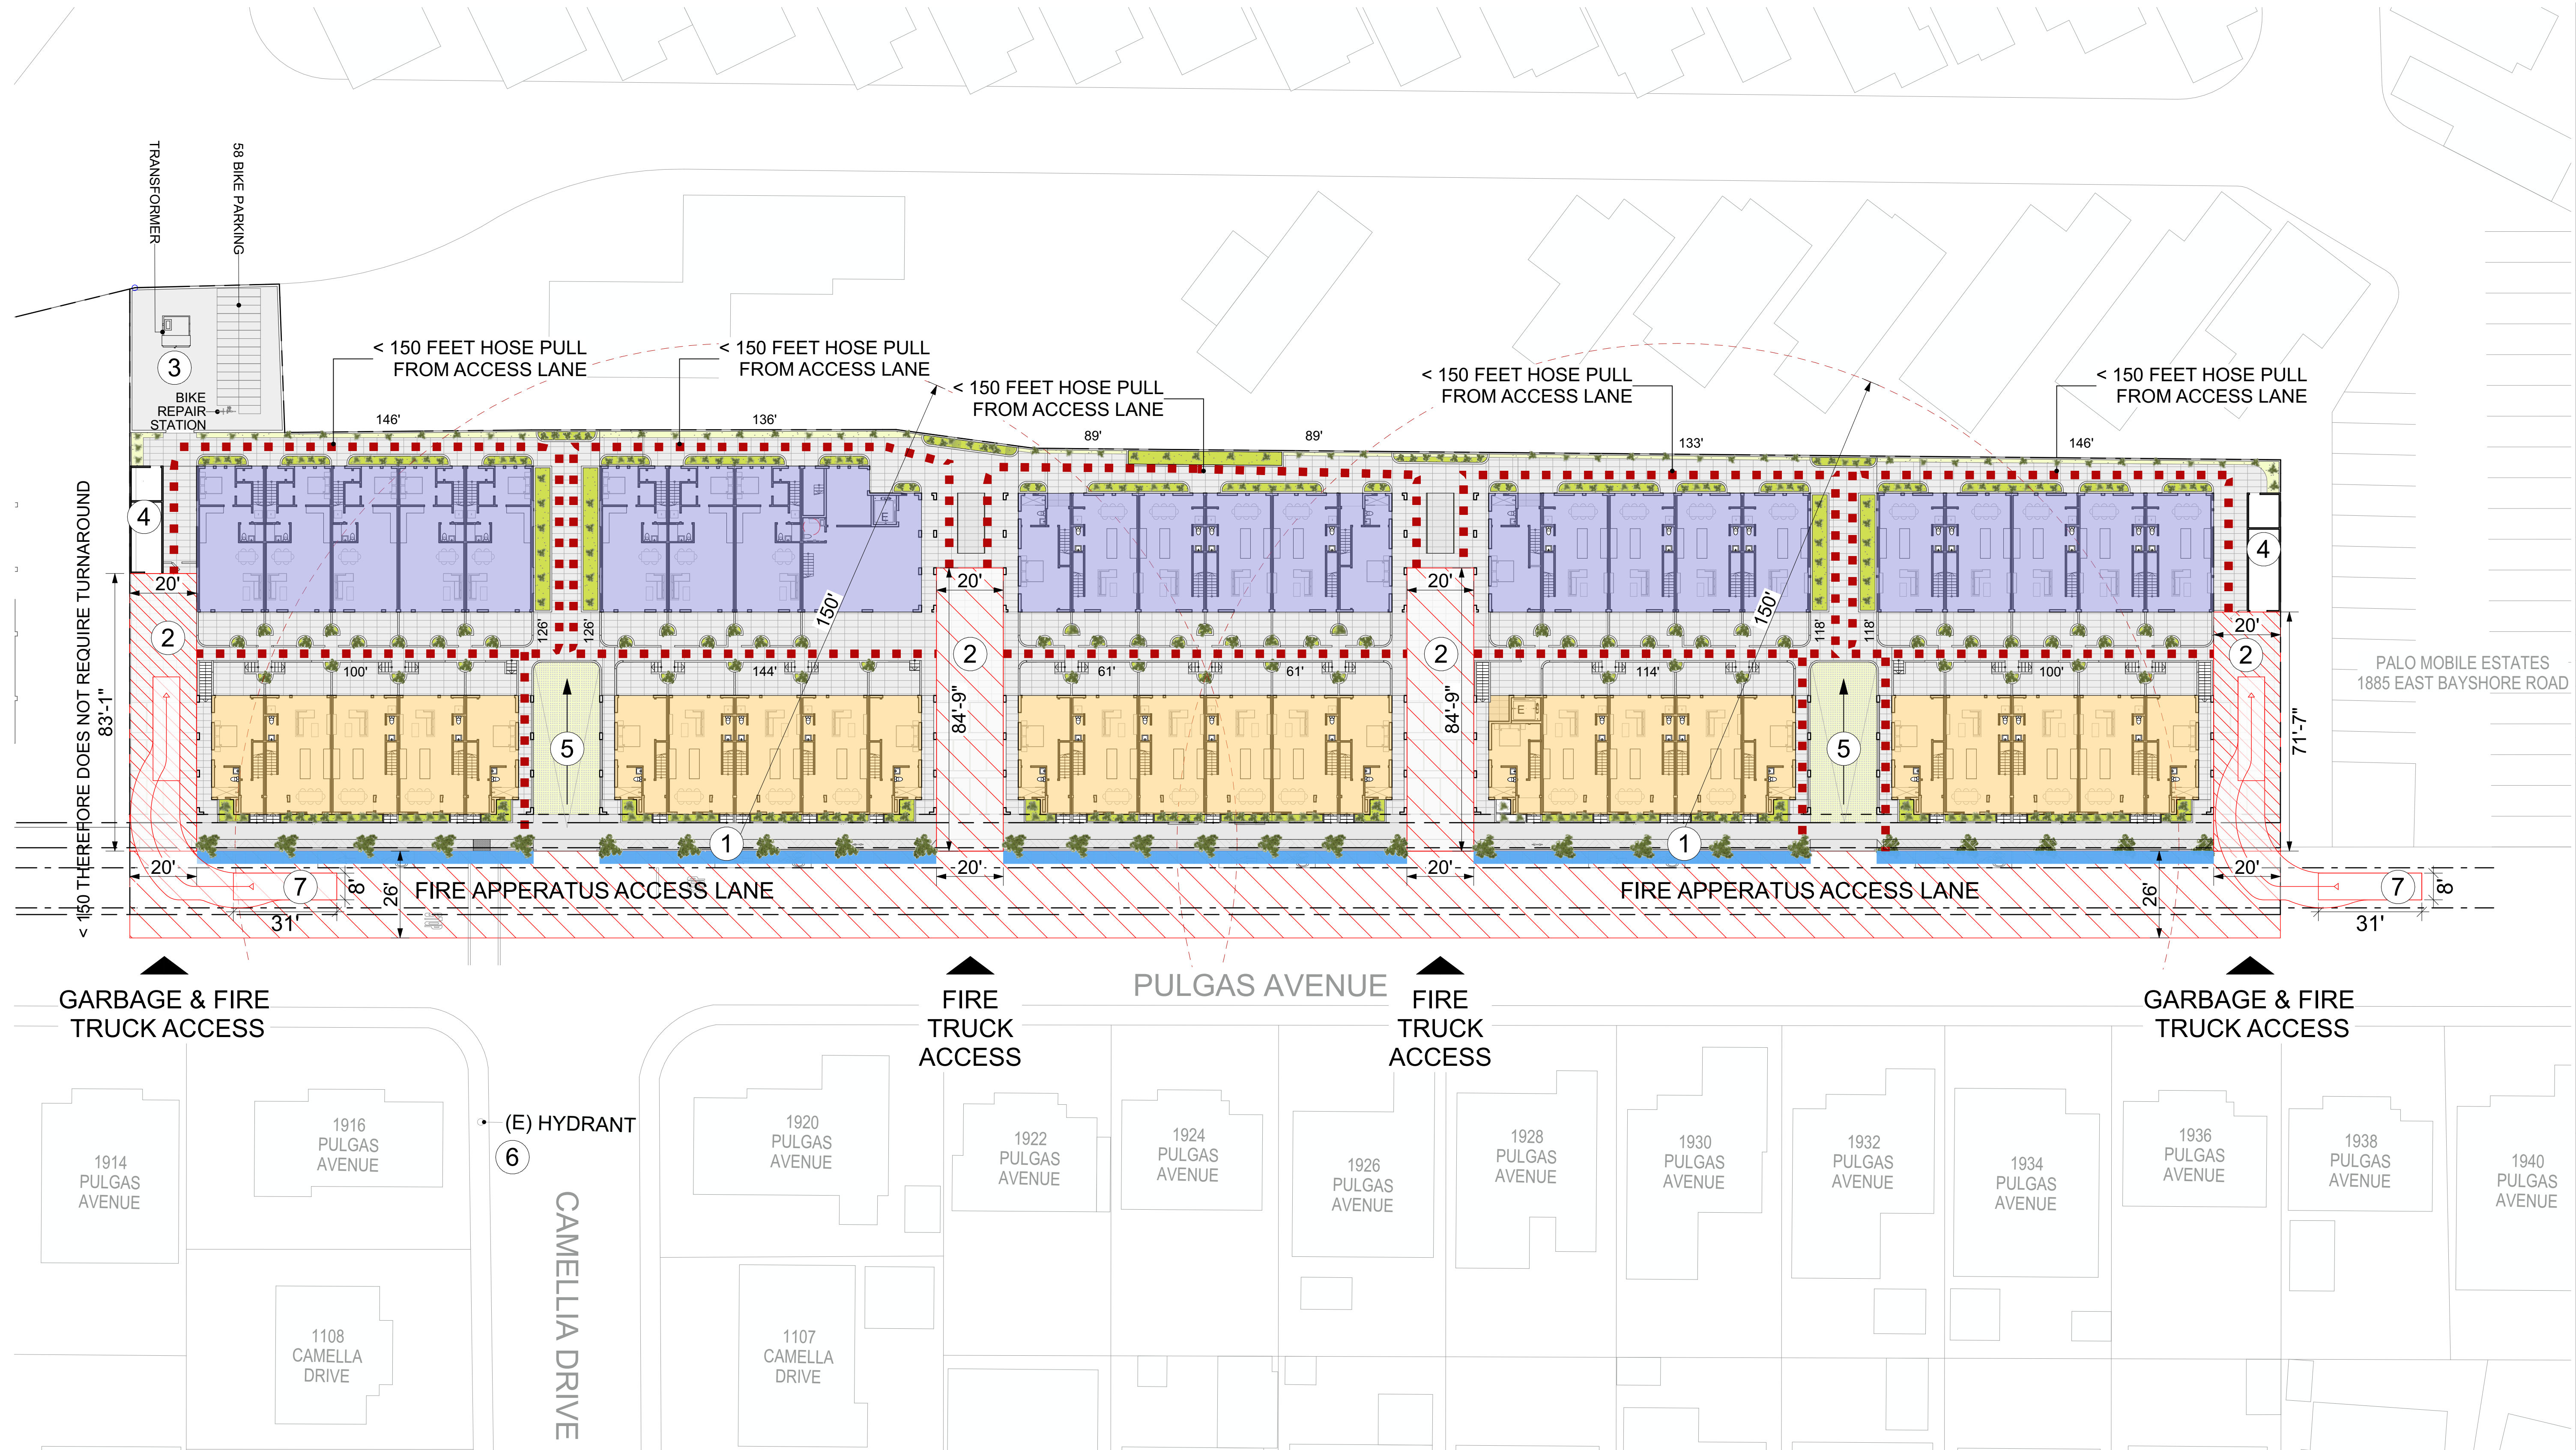 TRANSFORMER
58 BIKE PARKING
3
BIKE
REPAIR
STATION
< 150 FEET HOSE PULL
FROM ACCESS LANE
< 150 FEET HOSE PULL
FROM ACCESS LANE
< 150 FEET HOSE PULL
FROM ACCESS LANE
< 150 FEET HOSE PULL
FROM ACCESS LANE
< 150 FEET HOSE PULL
FROM ACCESS LANE
146'
136'
89'
89'
133'
146'
4
E
4
< 150 THEREFORE DOES NOT REQUIRE TURNAROUND
83'-1"
20'
20'
20'
20'
150'
150'
126'
126'
118'
118'
2
2
2
2
100'
144'
61'
61'
114'
100'
PALO MOBILE ESTATES
1885 EAST BAYSHORE ROAD
84'-9"
84'-9"
71'-7"
E
5
5
1
1
20'
20'
20'
20'
7
8'
26'
31'
FIRE APPERATUS ACCESS LANE
FIRE APPERATUS ACCESS LANE
26'
7
8'
31'
PULGAS AVENUE
GARBAGE & FIRE
TRUCK ACCESS
FIRE
TRUCK
ACCESS
FIRE
TRUCK
ACCESS
GARBAGE & FIRE
TRUCK ACCESS
(E) HYDRANT
6
CAMELLIA DRIVE
1914
PULGAS
AVENUE
1916
PULGAS
AVENUE
1920
PULGAS
AVENUE
1922
PULGAS
AVENUE
1924
PULGAS
AVENUE
1926
PULGAS
AVENUE
1928
PULGAS
AVENUE
1930
PULGAS
AVENUE
1932
PULGAS
AVENUE
1934
PULGAS
AVENUE
1936
PULGAS
AVENUE
1938
PULGAS
AVENUE
1940
PULGAS
AVENUE
1108
CAMELLA
DRIVE
1107
CAMELLA
DRIVE